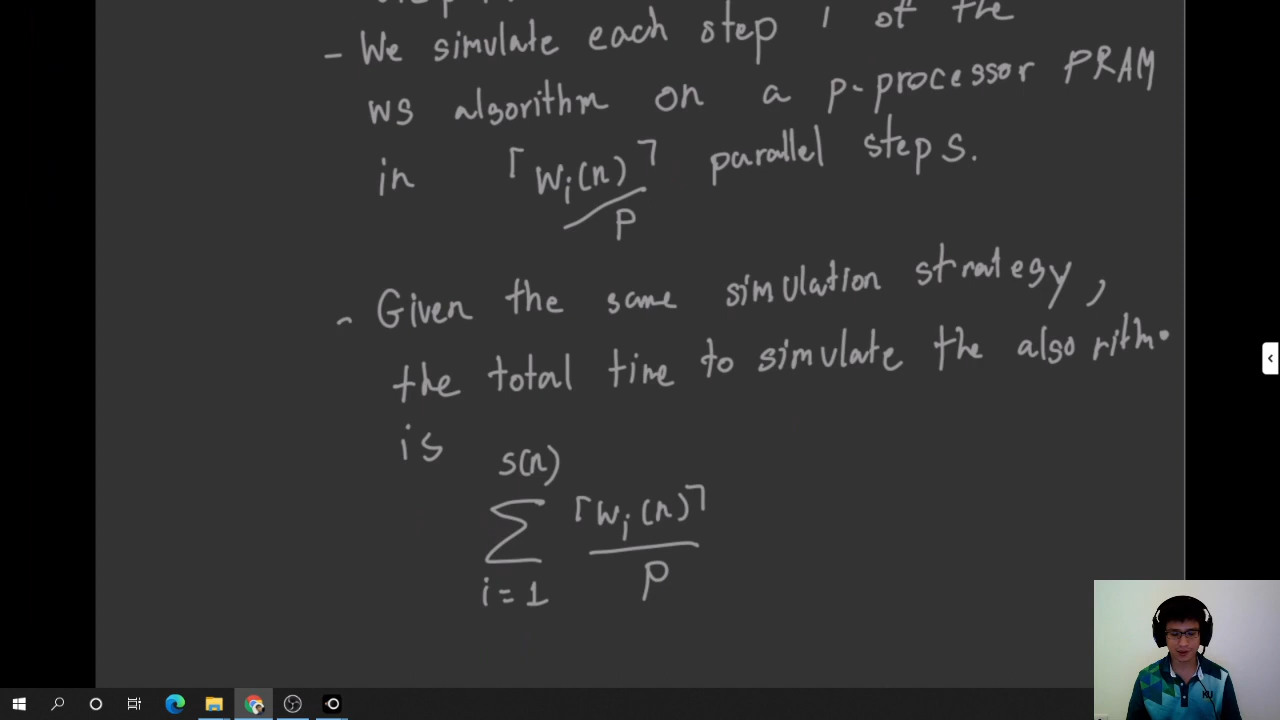 - We simulate each step i of the
WS algorithm on a p-processor PRAM
in ⌈Wi(n)⌉/P parallel steps.
- Given the same simulation strategy,
the total time to simulate the algorithm
is
s(n)
∑ ⌈Wi(n)⌉/P
i=1
KU